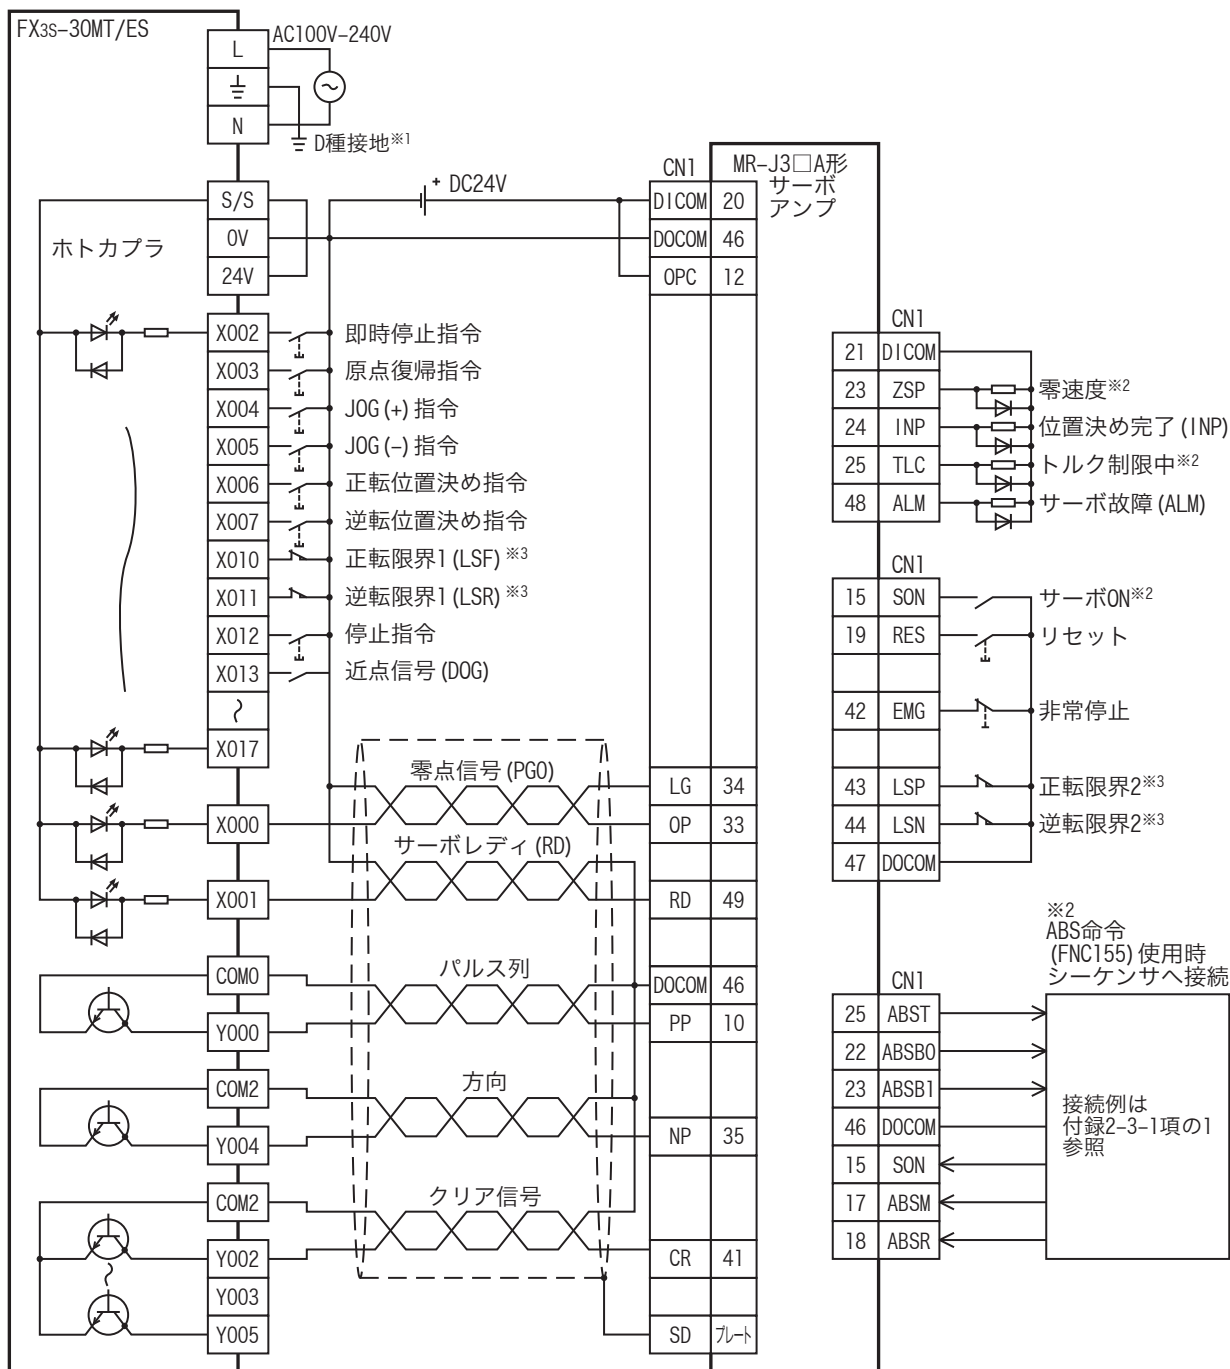 FX3S-30MT/ES
L
AC100V-240V
N
D種接地※1
S/S
0V
24V
+ DC24V
ホトカプラ
CN1
MR-J3□A形
サーボ
アンプ
DICOM 20
DOCOM 46
OPC 12
X002 即時停止指令
X003 原点復帰指令
X004 JOG(+)指令
X005 JOG(-)指令
X006 正転位置決め指令
X007 逆転位置決め指令
X010 正転限界1(LSF)※3
X011 逆転限界1(LSR)※3
X012 停止指令
X013 近点信号(DOG)
X017
X000
X001
零点信号(PG0)
サーボレディ(RD)
LG 34
OP 33
RD 49
COM0
Y000
パルス列
DOCOM 46
PP 10
COM2
Y004
方向
NP 35
COM2
Y002
Y003
Y005
クリア信号
CR 41
SD プレート
CN1
21 DICOM
23 ZSP 零速度※2
24 INP 位置決め完了(INP)
25 TLC トルク制限中※2
48 ALM サーボ故障(ALM)
CN1
15 SON サーボON※2
19 RES リセット
42 EMG 非常停止
43 LSP 正転限界2※3
44 LSN 逆転限界2※3
47 DOCOM
※2
ABS命令
(FNC155)使用時
シーケンサへ接続
CN1
25 ABST
22 ABSB0
23 ABSB1
46 DOCOM
15 SON
17 ABSM
18 ABSR
接続例は
付録2-3-1項の1
参照